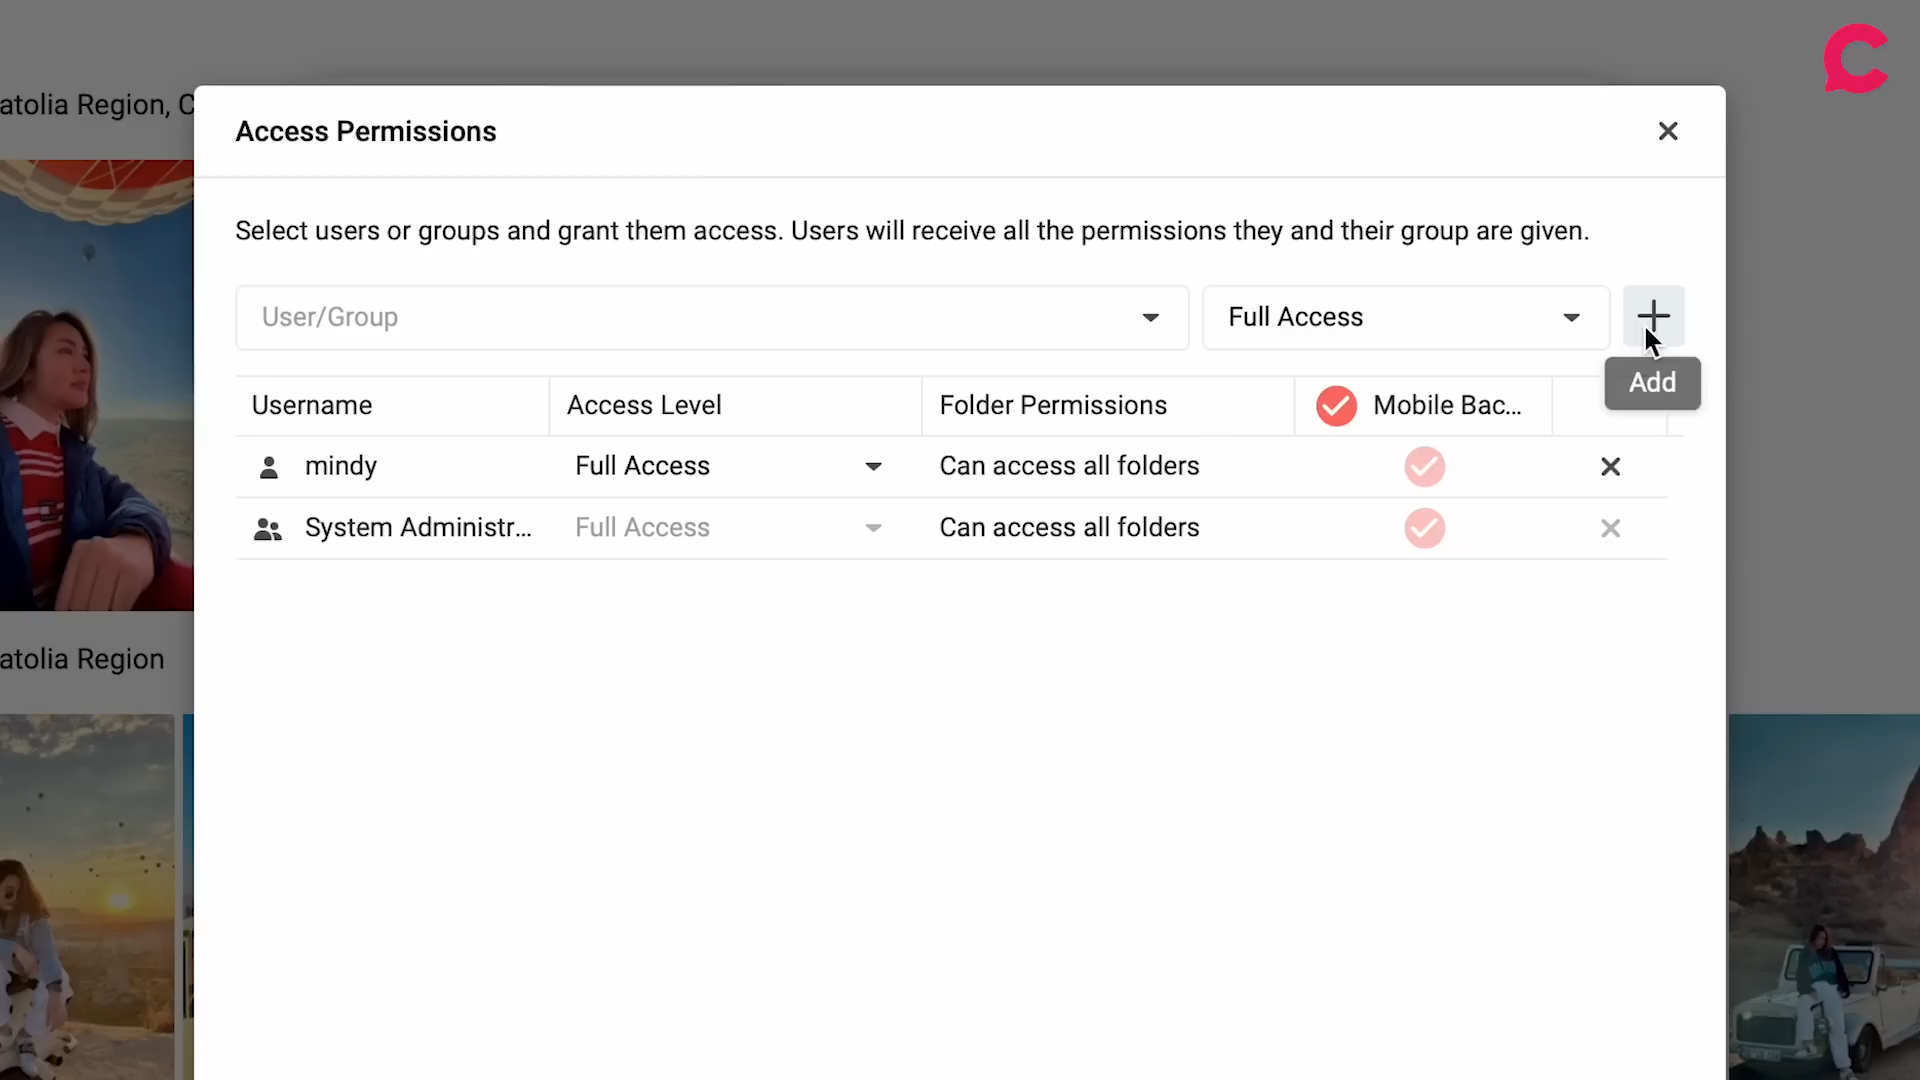 atolia Region, C
Access Permissions
Select users or groups and grant them access. Users will receive all the permissions they and their group are given.
User/Group
Full Access
Add
Username
Access Level
Folder Permissions
Mobile Bac...
mindy
Full Access
Can access all folders
System Administr...
Full Access
Can access all folders
atolia Region